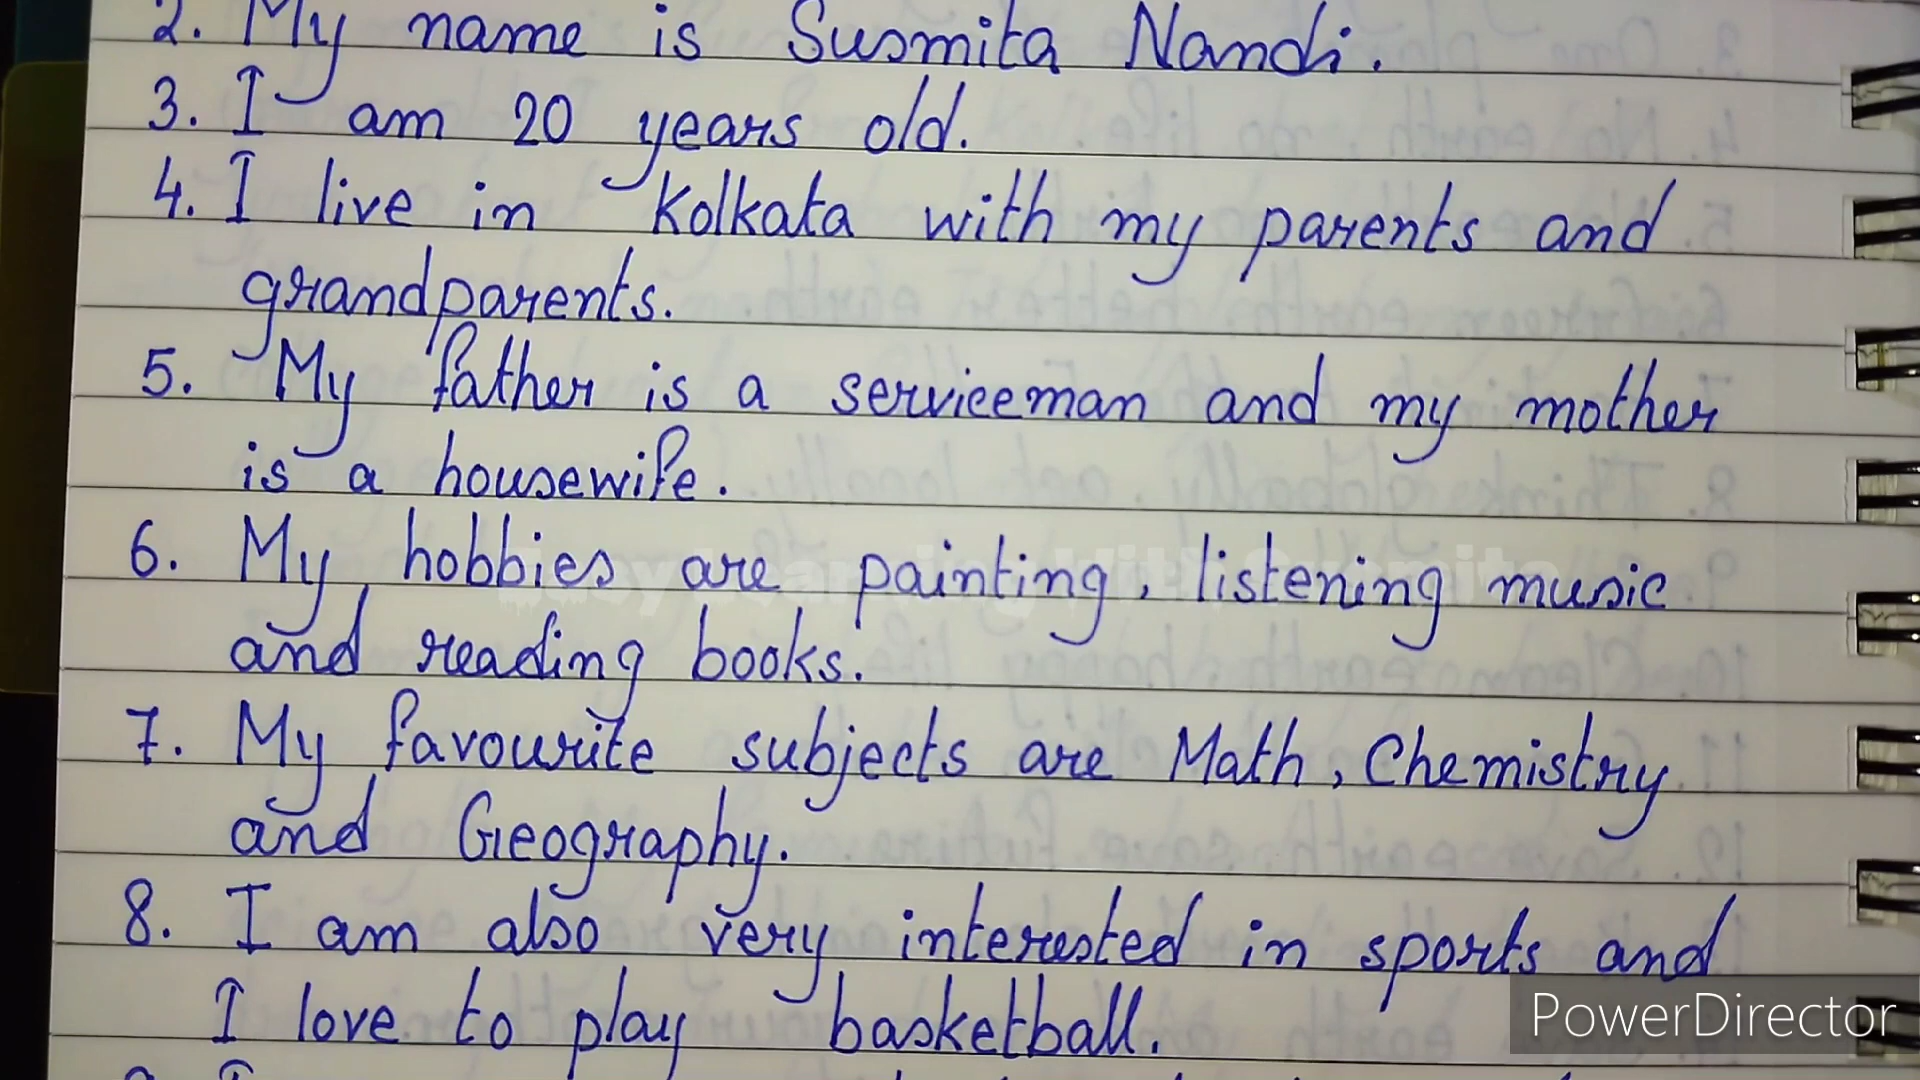 2. My name is Susmita Nandi.
3. I am 20 years old.
4. I live in Kolkata with my parents and
grandparents.
5. My father is a serviceman and my mother
is a housewife.
6. My hobbies are painting, listening music
and reading books.
7. My favourite subjects are Math, Chemistry
and Geography.
8. I am also very interested in sports and
I love to play basketball.
PowerDirector